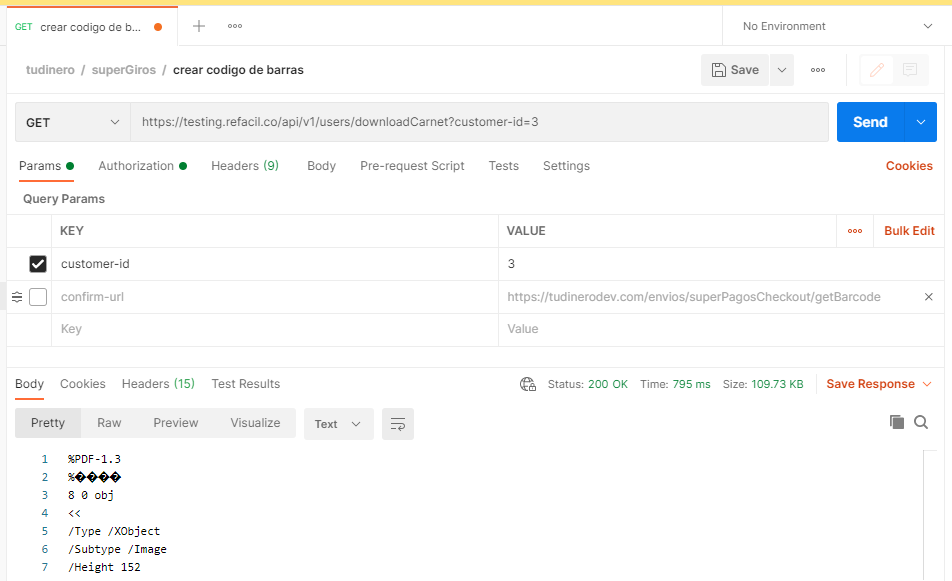 GET crear codigo de b...
No Environment
tudinero / superGiros / crear codigo de barras
Save
GET
https://testing.refacil.co/api/v1/users/downloadCarnet?customer-id=3
Send
Params Authorization Headers (9) Body Pre-request Script Tests Settings Cookies
Query Params
KEY VALUE Bulk Edit
customer-id 3
confirm-url https://tudinerodev.com/envios/superPagosCheckout/getBarcode
Key Value
Body Cookies Headers (15) Test Results Status: 200 OK Time: 795 ms Size: 109.73 KB Save Response
Pretty Raw Preview Visualize Text
1 %PDF-1.3
2 %����
3 8 0 obj
4 <<
5 /Type /XObject
6 /Subtype /Image
7 /Height 152